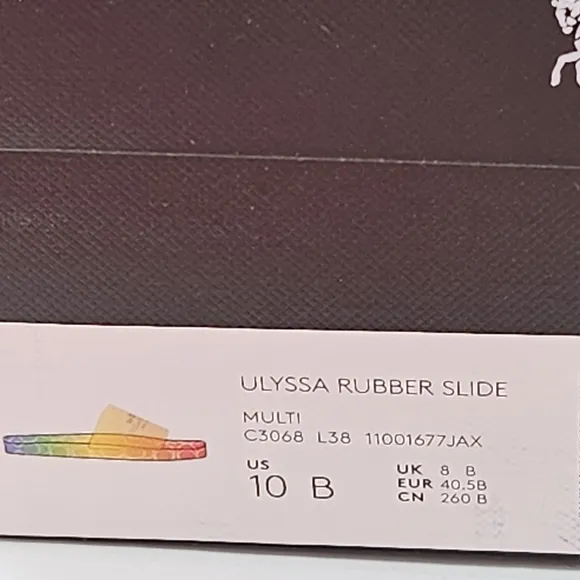 ULYSSA RUBBER SLIDE
MULTI
C3068 L38 11001677JAX
US
10 B
UK 8 B
EUR 40.5B
CN 260 B